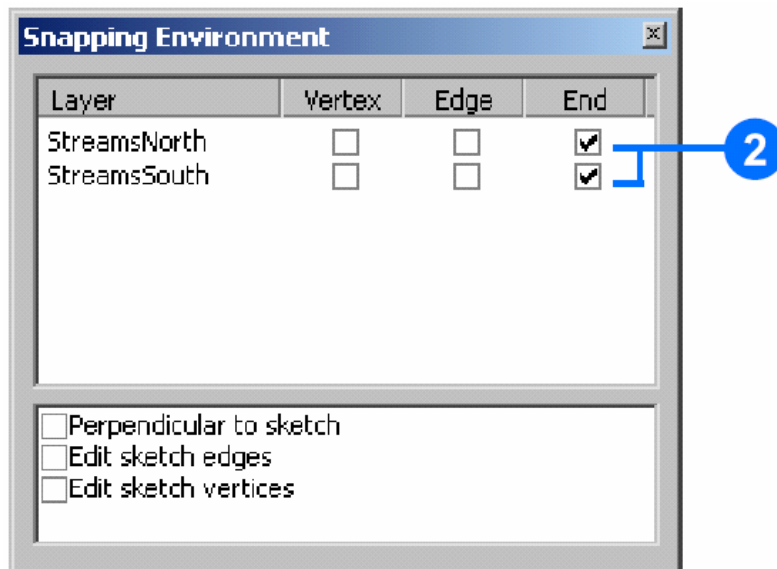 Snapping Environment
Layer Vertex Edge End
StreamsNorth
StreamsSouth
2
Perpendicular to sketch
Edit sketch edges
Edit sketch vertices